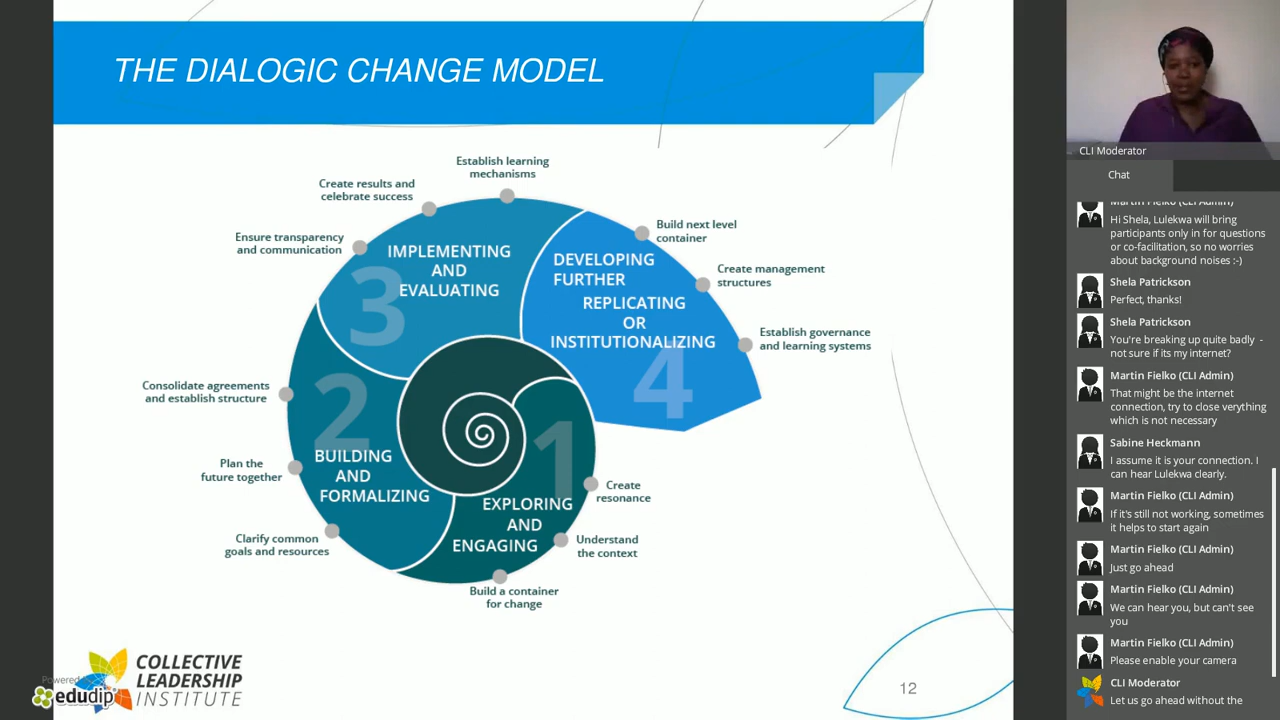 THE DIALOGIC CHANGE MODEL
Establish learning
mechanisms
Create results and
celebrate success
Ensure transparency
and communication
IMPLEMENTING
AND
EVALUATING
3
Build next level
container
Create management
structures
Establish governance
and learning systems
DEVELOPING
FURTHER
REPLICATING
OR
INSTITUTIONALIZING
4
Consolidate agreements
and establish structure
Plan the
future together
Clarify common
goals and resources
2
BUILDING
AND
FORMALIZING
1
EXPLORING
AND
ENGAGING
Create
resonance
Understand
the context
Build a container
for change
COLLECTIVE
LEADERSHIP
INSTITUTE
Powered
edudip
12
CLI Moderator
Chat
Martin Fielko (CLI Admin)
Hi Shela, Lulekwa will bring
participants only in for questions
or co-facilitation, so no worries
about background noises :-)
Shela Patrickson
Perfect, thanks!
Shela Patrickson
You're breaking up quite badly -
not sure if its my internet?
Martin Fielko (CLI Admin)
That might be the internet
connection, try to close verything
which is not necessary
Sabine Heckmann
I assume it is your connection. I
can hear Lulekwa clearly.
Martin Fielko (CLI Admin)
If it's still not working, sometimes
it helps to start again
Martin Fielko (CLI Admin)
Just go ahead
Martin Fielko (CLI Admin)
We can hear you, but can't see
you
Martin Fielko (CLI Admin)
Please enable your camera
CLI Moderator
Let us go ahead without the